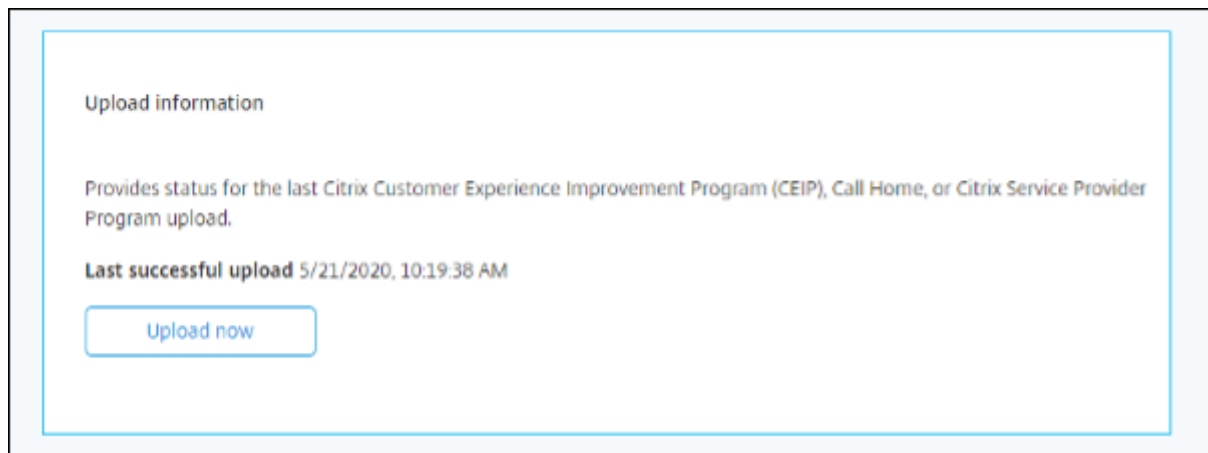 Upload information
Provides status for the last Citrix Customer Experience Improvement Program (CEIP), Call Home, or Citrix Service Provider
Program upload.
Last successful upload 5/21/2020, 10:19:38 AM
Upload now